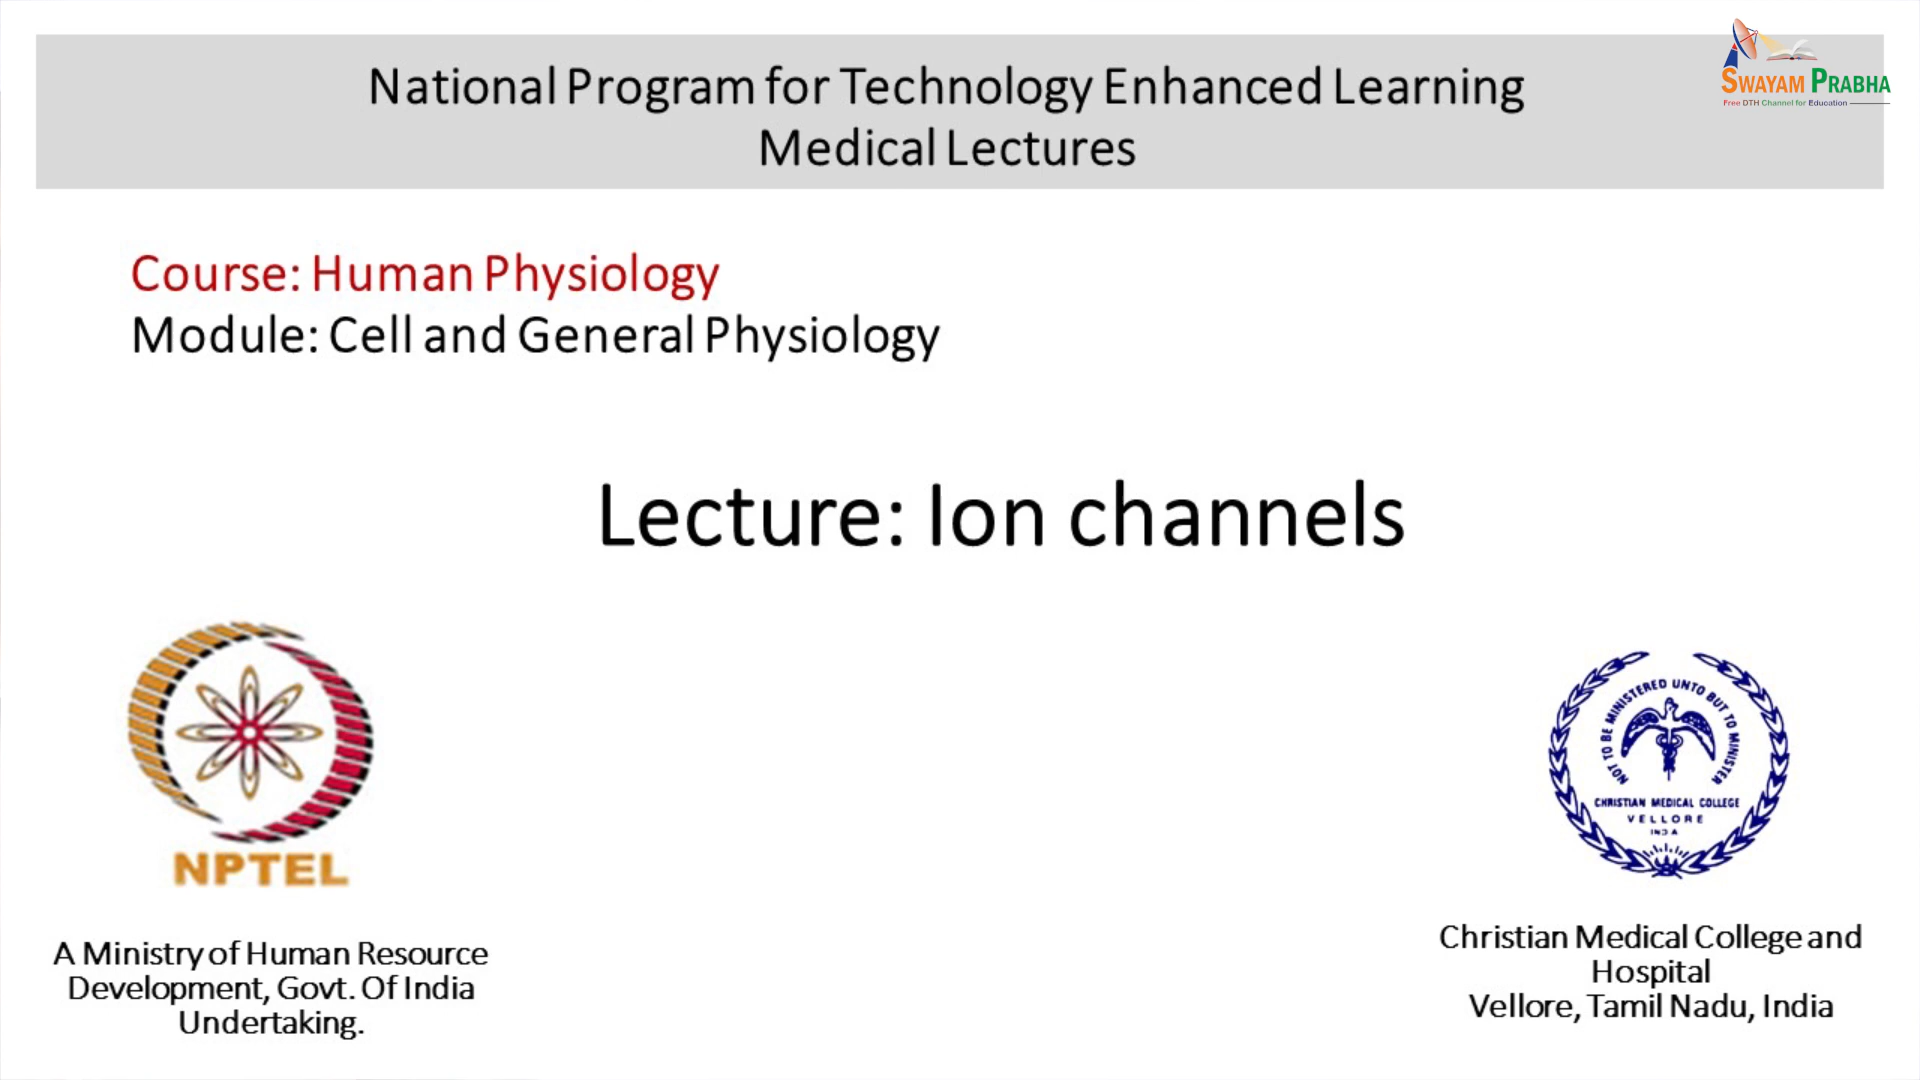 National Program for Technology Enhanced Learning
Medical Lectures
SWAYAM PRABHA
Free DTH Channel for Education
Course: Human Physiology
Module: Cell and General Physiology
Lecture: Ion channels
NPTEL
A Ministry of Human Resource
Development, Govt. Of India
Undertaking.
NOT TO BE MINISTERED UNTO BUT TO MINISTER
CHRISTIAN MEDICAL COLLEGE
VELLORE
INDIA
Christian Medical College and
Hospital
Vellore, Tamil Nadu, India